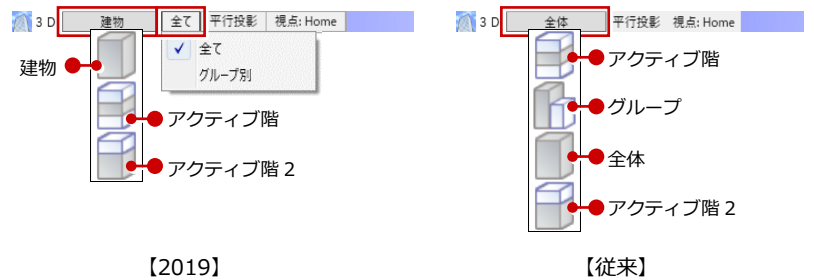 3 D 建物 全て 平行投影 視点: Home
✓ 全て
グループ別
建物
アクティブ階
アクティブ階 2
【2019】
3 D 全体 平行投影 視点: Home
アクティブ階
グループ
全体
アクティブ階 2
【従来】